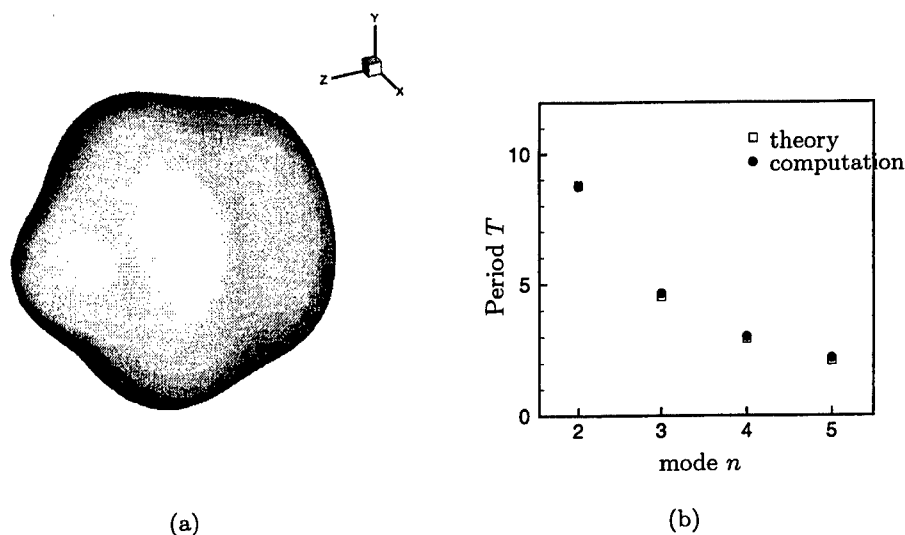 Y
Z
X
(a)
Period T
10
5
0
□ theory
● computation
2 3 4 5
mode n
(b)